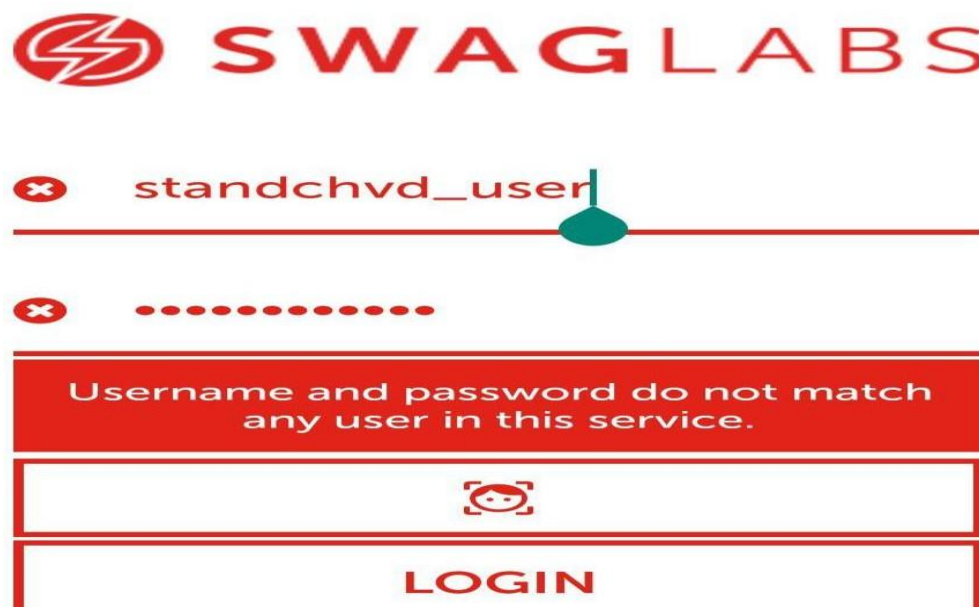 SWAGLABS
standchvd_user
••••••••••••
Username and password do not match
any user in this service.
LOGIN